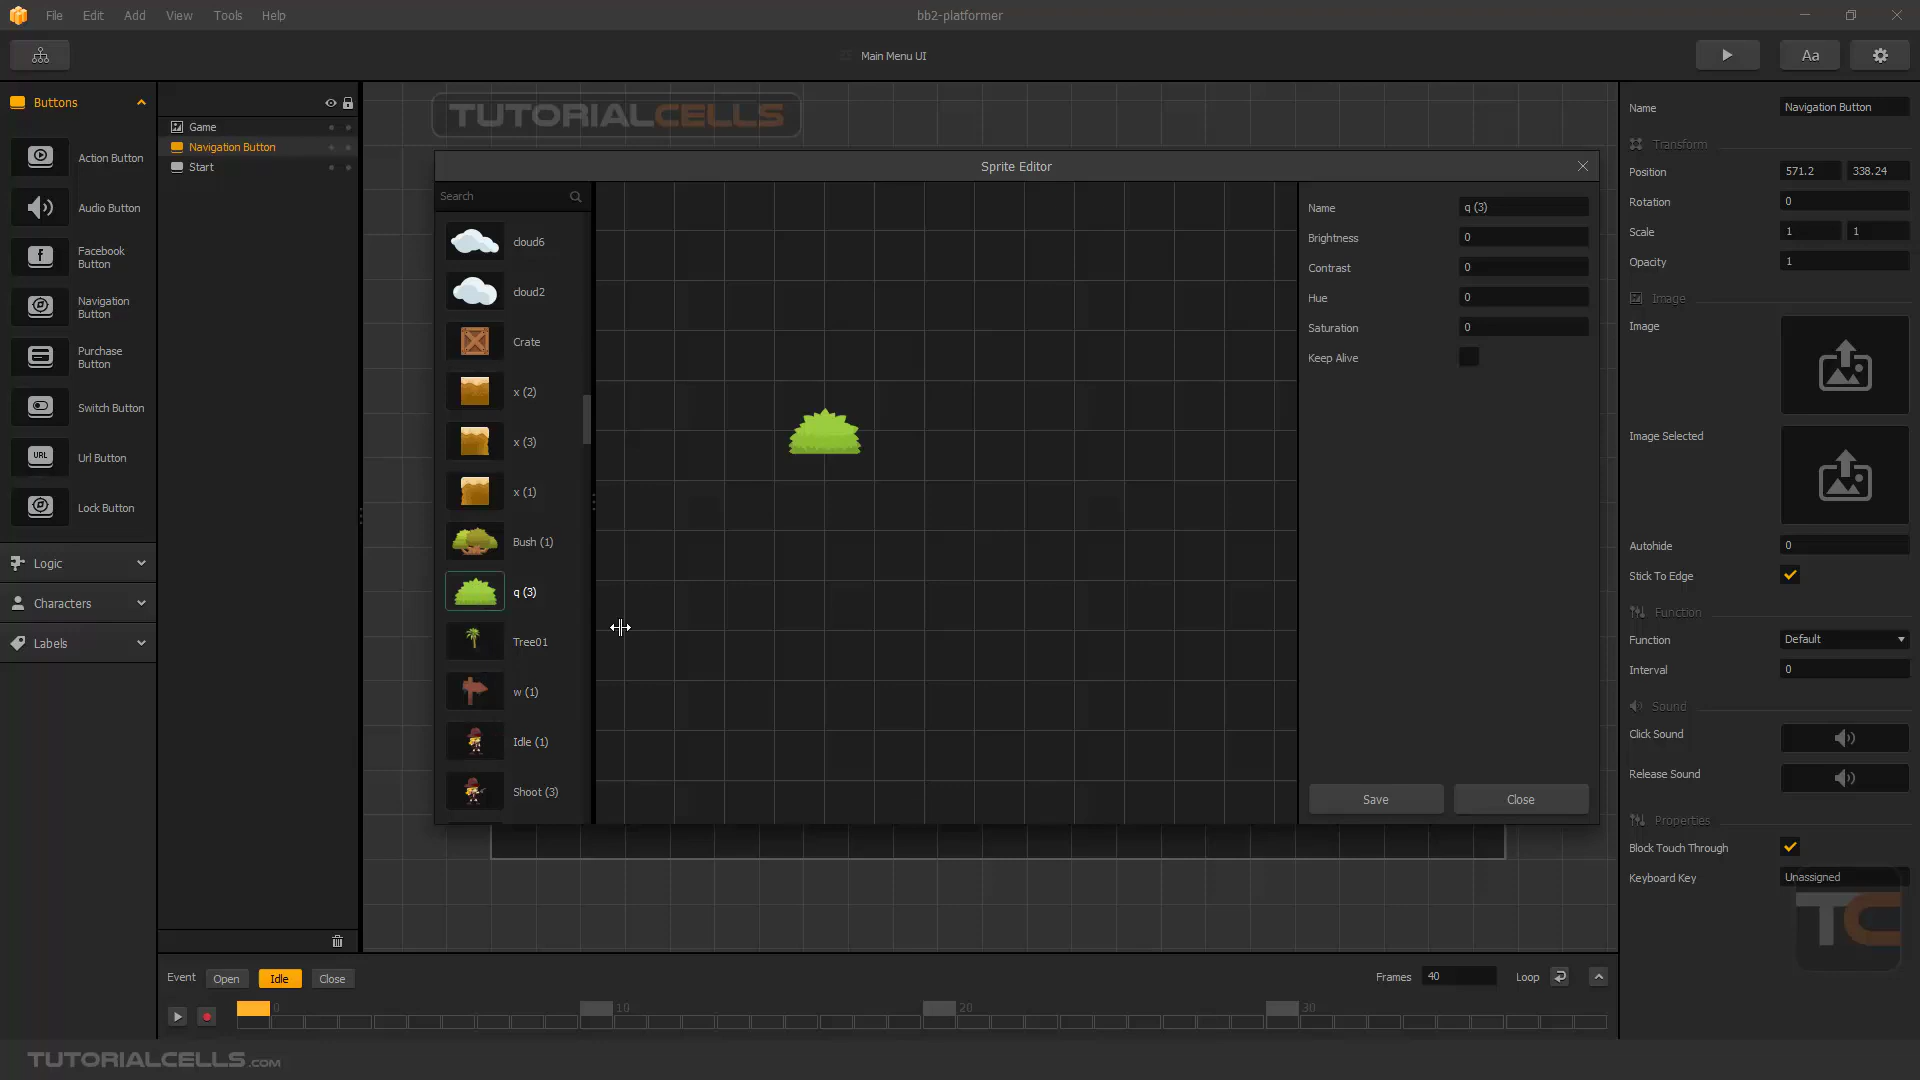 File Edit Add View Tools Help
bb2-platformer
Main Menu UI
Aa
Buttons
Action Button
Audio Button
Facebook
Button
Navigation
Button
Purchase
Button
Switch Button
URL
Url Button
Lock Button
Logic
Characters
Labels
Game
Navigation Button
Start
TUTORIALCELLS
Sprite Editor
Search
cloud6
cloud2
Crate
x (2)
x (3)
x (1)
Bush (1)
q (3)
Tree01
w (1)
Idle (1)
Shoot (3)
Name q (3)
Brightness 0
Contrast 0
Hue 0
Saturation 0
Keep Alive
Save Close
Name Navigation Button
Transform
Position 571.2 338.24
Rotation 0
Scale 1 1
Opacity 1
Image
Image
Image Selected
Autohide 0
Stick To Edge
Function
Function Default
Interval 0
Sound
Click Sound
Release Sound
Properties
Block Touch Through
Keyboard Key Unassigned
TC
Event Open Idle Close
Frames 40 Loop
0 10 20 30
TUTORIALCELLS.COM